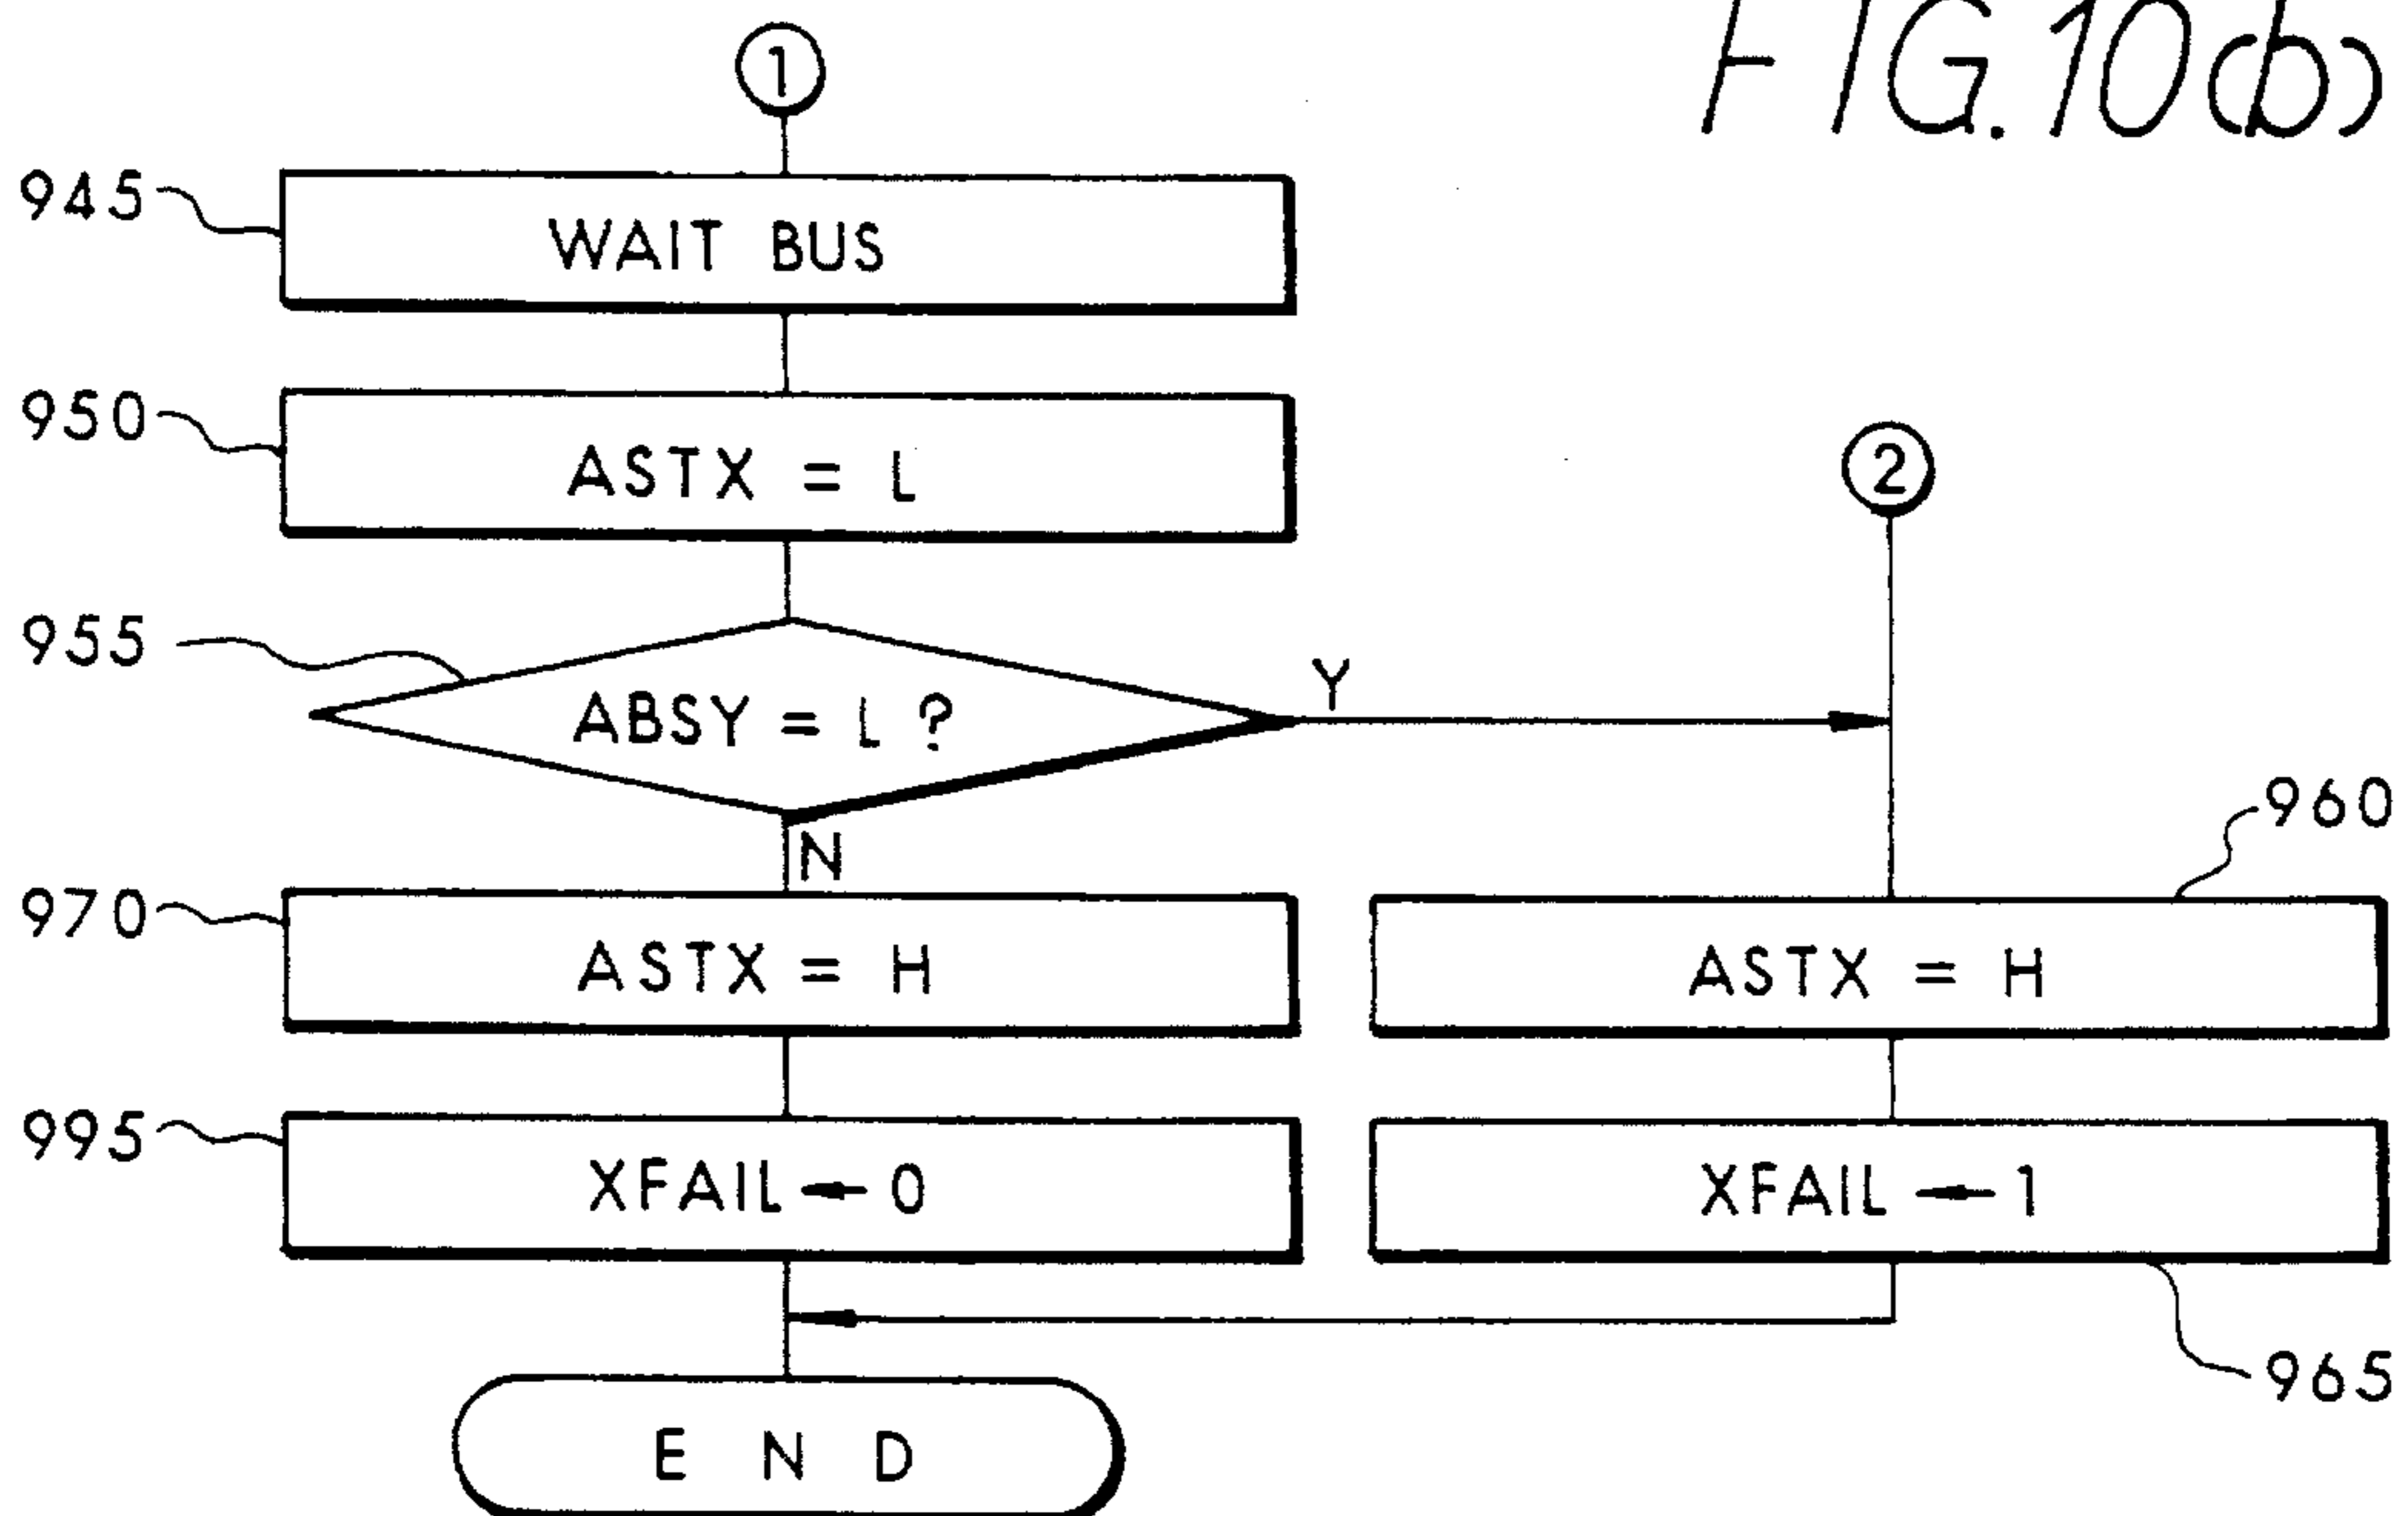 FIG. 10(b)
1
945
WAIT BUS
950
ASTX = L
2
955
ABSY = L ?
Y
N
960
970
ASTX = H
ASTX = H
995
XFAIL ← 0
XFAIL ← 1
965
END